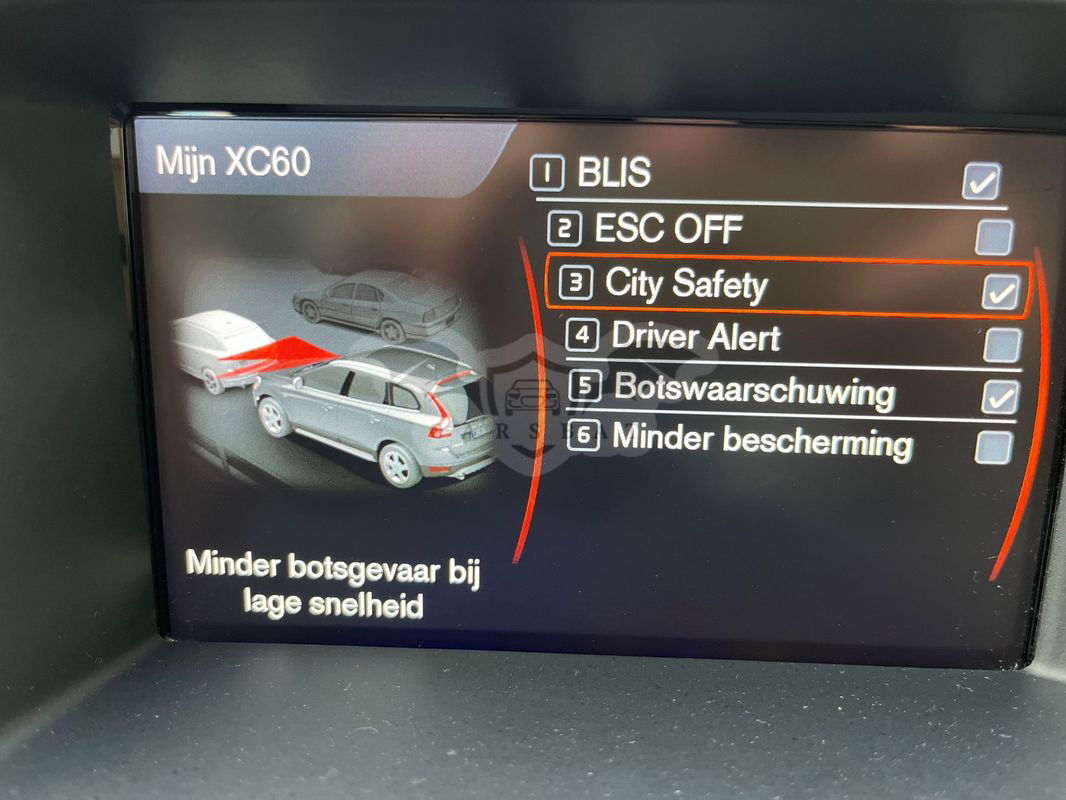 Mijn XC60
1 BLIS
2 ESC OFF
3 City Safety
4 Driver Alert
5 Botswaarschuwing
6 Minder bescherming
Minder botsgevaar bij
lage snelheid